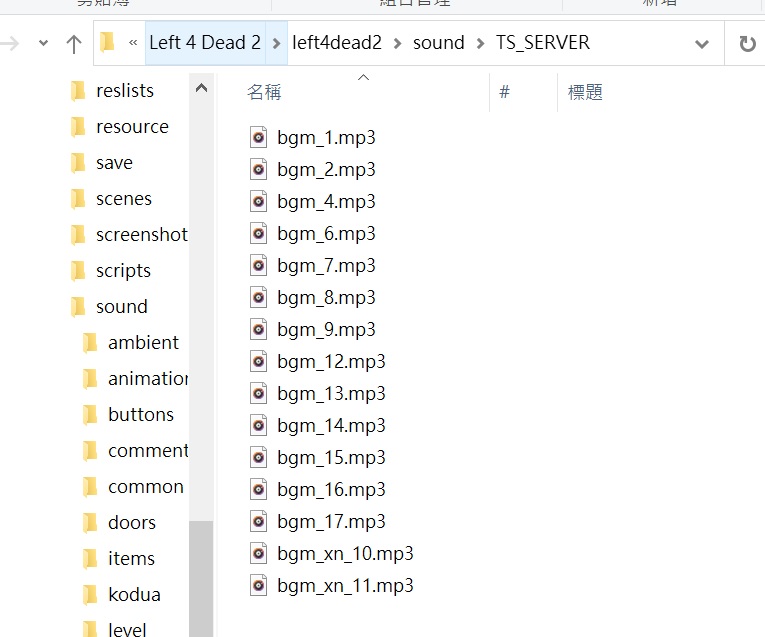 « Left 4 Dead 2 > left4dead2 > sound > TS_SERVER
reslists
resource
save
scenes
screenshot
scripts
sound
ambient
animation
buttons
comment
common
doors
items
kodua
level
名稱 # 標題
bgm_1.mp3
bgm_2.mp3
bgm_4.mp3
bgm_6.mp3
bgm_7.mp3
bgm_8.mp3
bgm_9.mp3
bgm_12.mp3
bgm_13.mp3
bgm_14.mp3
bgm_15.mp3
bgm_16.mp3
bgm_17.mp3
bgm_xn_10.mp3
bgm_xn_11.mp3